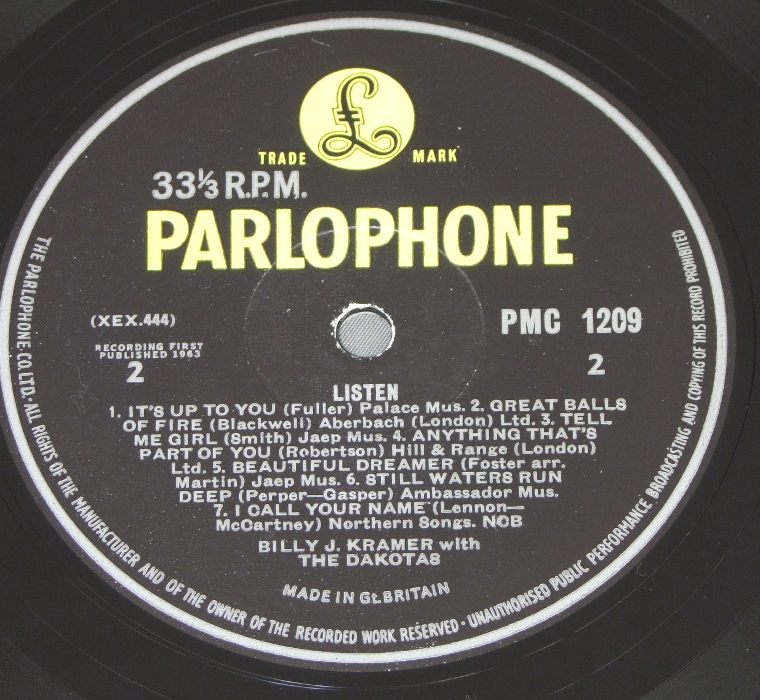 £
TRADE MARK
33⅓ R.P.M.
PARLOPHONE
(XEX.444)
PMC 1209
RECORDING FIRST
PUBLISHED 1963
2
2
LISTEN
1. IT'S UP TO YOU (Fuller) Palace Mus. 2. GREAT BALLS
OF FIRE (Blackwell) Aberbach (London) Ltd. 3. TELL
ME GIRL (Smith) Jaep Mus. 4. ANYTHING THAT'S
PART OF YOU (Robertson) Hill & Range (London)
Ltd. 5. BEAUTIFUL DREAMER (Foster arr.
Martin) Jaep Mus. 6. STILL WATERS RUN
DEEP (Perper—Gasper) Ambassador Mus.
7. I CALL YOUR NAME (Lennon—
McCartney) Northern Songs. NCB
BILLY J. KRAMER with
THE DAKOTAS
MADE IN Gt. BRITAIN
THE PARLOPHONE CO. LTD. · ALL RIGHTS OF THE MANUFACTURER AND OF THE OWNER OF THE RECORDED WORK RESERVED · UNAUTHORISED PUBLIC PERFORMANCE BROADCASTING AND COPYING OF THIS RECORD PROHIBITED